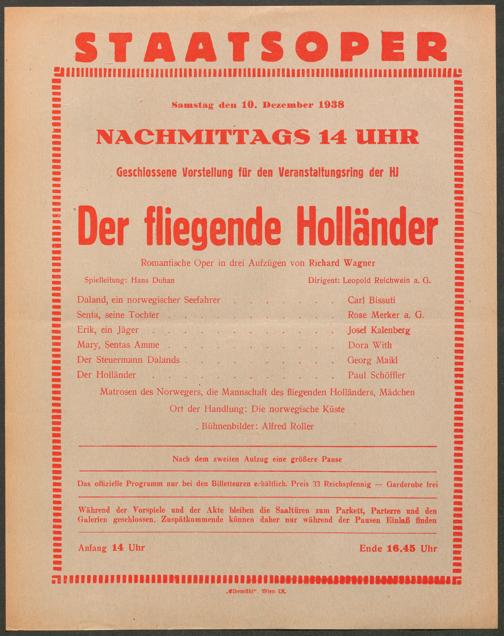 STAATSOPER
Samstag den 10. Dezember 1938
NACHMITTAGS 14 UHR
Geschlossene Vorstellung für den Veranstaltungsring der HJ
Der fliegende Holländer
Romantische Oper in drei Aufzügen von Richard Wagner
Spielleitung: Hans Duhan Dirigent: Leopold Reichwein a. G.
Daland, ein norwegischer Seefahrer . . . . . . Carl Bissuti
Senta, seine Tochter . . . . . . . . . Rose Merker a. G.
Erik, ein Jäger . . . . . . . . . . Josef Kalenberg
Mary, Sentas Amme . . . . . . . . . Dora With
Der Steuermann Dalands . . . . . . . . Georg Maikl
Der Holländer . . . . . . . . . . Paul Schöffler
Matrosen des Norwegers, die Mannschaft des fliegenden Holländers, Mädchen
Ort der Handlung: Die norwegische Küste
Bühnenbilder: Alfred Roller
Nach dem zweiten Aufzug eine größere Pause
Das offizielle Programm nur bei den Billetteuren erhältlich. Preis 33 Reichspfennig — Garderobe frei
Während der Vorspiele und der Akte bleiben die Saaltüren zum Parkett, Parterre und den
Galerien geschlossen. Zuspätkommende können daher nur während der Pausen Einlaß finden
Anfang 14 Uhr Ende 16,45 Uhr
„Elbemühl“, Wien IX.